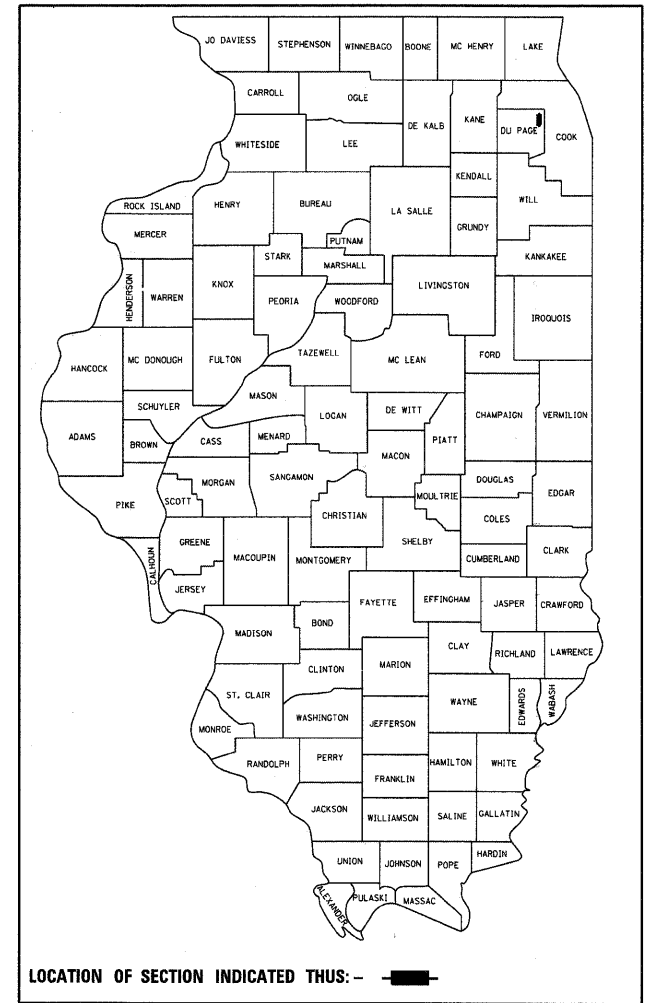 JO DAVIESS
STEPHENSON
WINNEBAGO
BOONE
MC HENRY
LAKE
CARROLL
OGLE
DE KALB
KANE
DU PAGE
COOK
WHITESIDE
LEE
KENDALL
WILL
ROCK ISLAND
HENRY
BUREAU
LA SALLE
GRUNDY
MERCER
PUTNAM
KANKAKEE
STARK
MARSHALL
HENDERSON
WARREN
KNOX
PEORIA
WOODFORD
LIVINGSTON
IROQUOIS
HANCOCK
MC DONOUGH
FULTON
TAZEWELL
MC LEAN
FORD
MASON
SCHUYLER
LOGAN
DE WITT
CHAMPAIGN
VERMILION
ADAMS
BROWN
CASS
MENARD
MACON
PIATT
MORGAN
SANGAMON
DOUGLAS
EDGAR
PIKE
SCOTT
CHRISTIAN
MOULTRIE
COLES
CALHOUN
GREENE
MACOUPIN
MONTGOMERY
SHELBY
CUMBERLAND
CLARK
JERSEY
FAYETTE
EFFINGHAM
JASPER
CRAWFORD
MADISON
BOND
CLAY
RICHLAND
LAWRENCE
CLINTON
MARION
ST. CLAIR
WAYNE
EDWARDS
WABASH
WASHINGTON
JEFFERSON
MONROE
RANDOLPH
PERRY
HAMILTON
WHITE
FRANKLIN
JACKSON
WILLIAMSON
SALINE
GALLATIN
UNION
JOHNSON
POPE
HARDIN
ALEXANDER
PULASKI
MASSAC
LOCATION OF SECTION INDICATED THUS: -